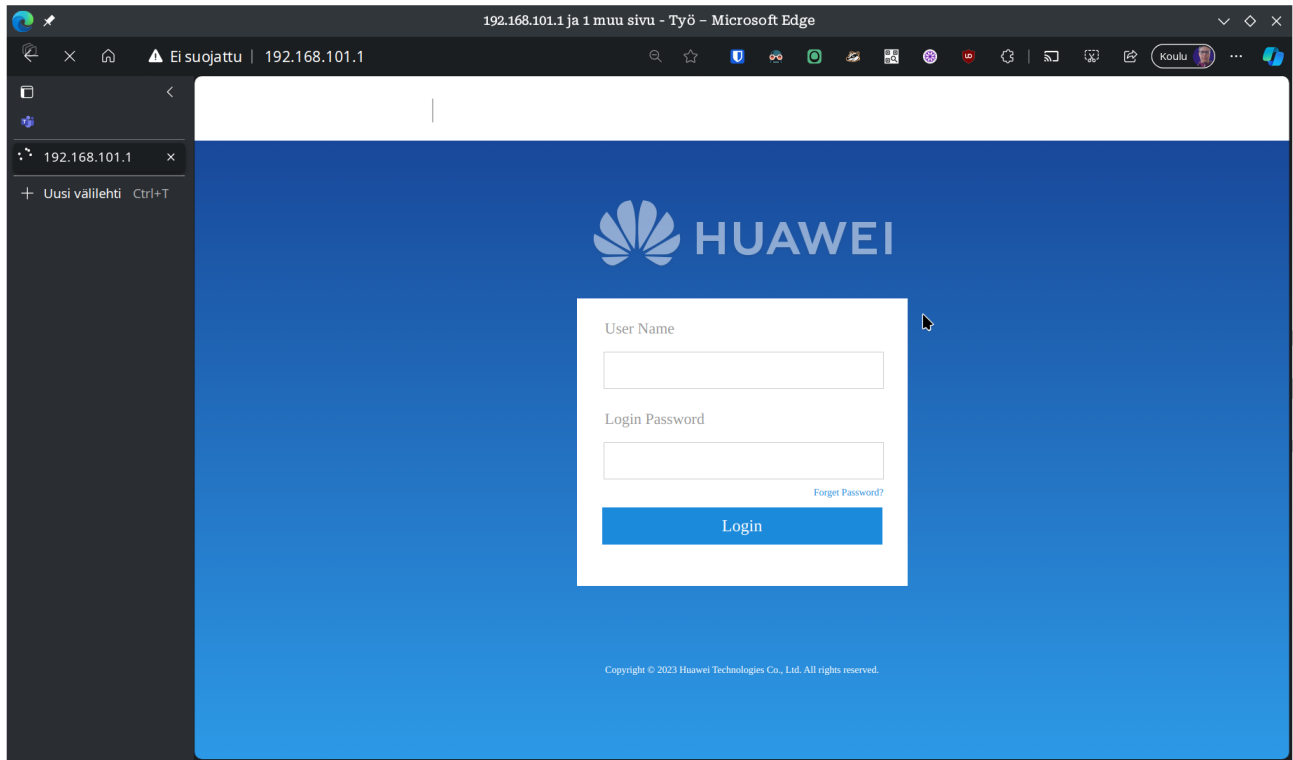 192.168.101.1 ja 1 muu sivu - Työ – Microsoft Edge
Ei suojattu | 192.168.101.1
Koulu
192.168.101.1
Uusi välilehti Ctrl+T
HUAWEI
User Name
Login Password
Forget Password?
Login
Copyright © 2023 Huawei Technologies Co., Ltd. All rights reserved.